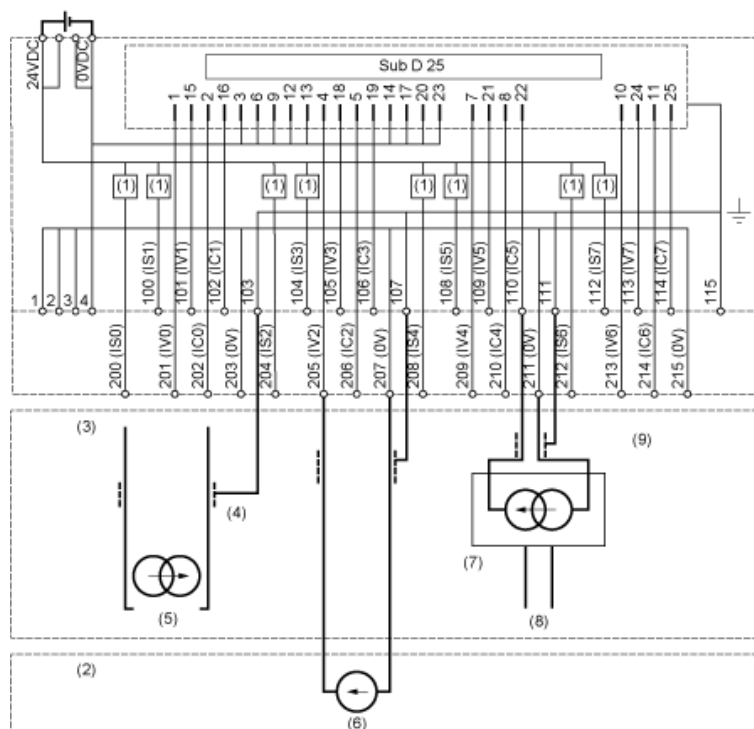 24VDC
0VDC
Sub D 25
1
15
2
16
3
6
9
12
13
4
18
5
19
14
17
20
23
7
21
8
22
10
24
11
25
(1)
(1)
(1)
(1)
(1)
(1)
(1)
(1)
1
2
3
4
100 (IS1)
101 (IV1)
102 (IC1)
103
104 (IS3)
105 (IV3)
106 (IC3)
107
108 (IS5)
109 (IV5)
110 (IC5)
111
112 (IS7)
113 (IV7)
114 (IC7)
115
200 (IS0)
201 (IV0)
202 (IC0)
203 (0V)
204 (IS2)
205 (IV2)
206 (IC2)
207 (0V)
208 (IS4)
209 (IV4)
210 (IC4)
211 (0V)
212 (IS6)
213 (IV6)
214 (IC6)
215 (0V)
(3)
(9)
(4)
(7)
(5)
(8)
(2)
(6)